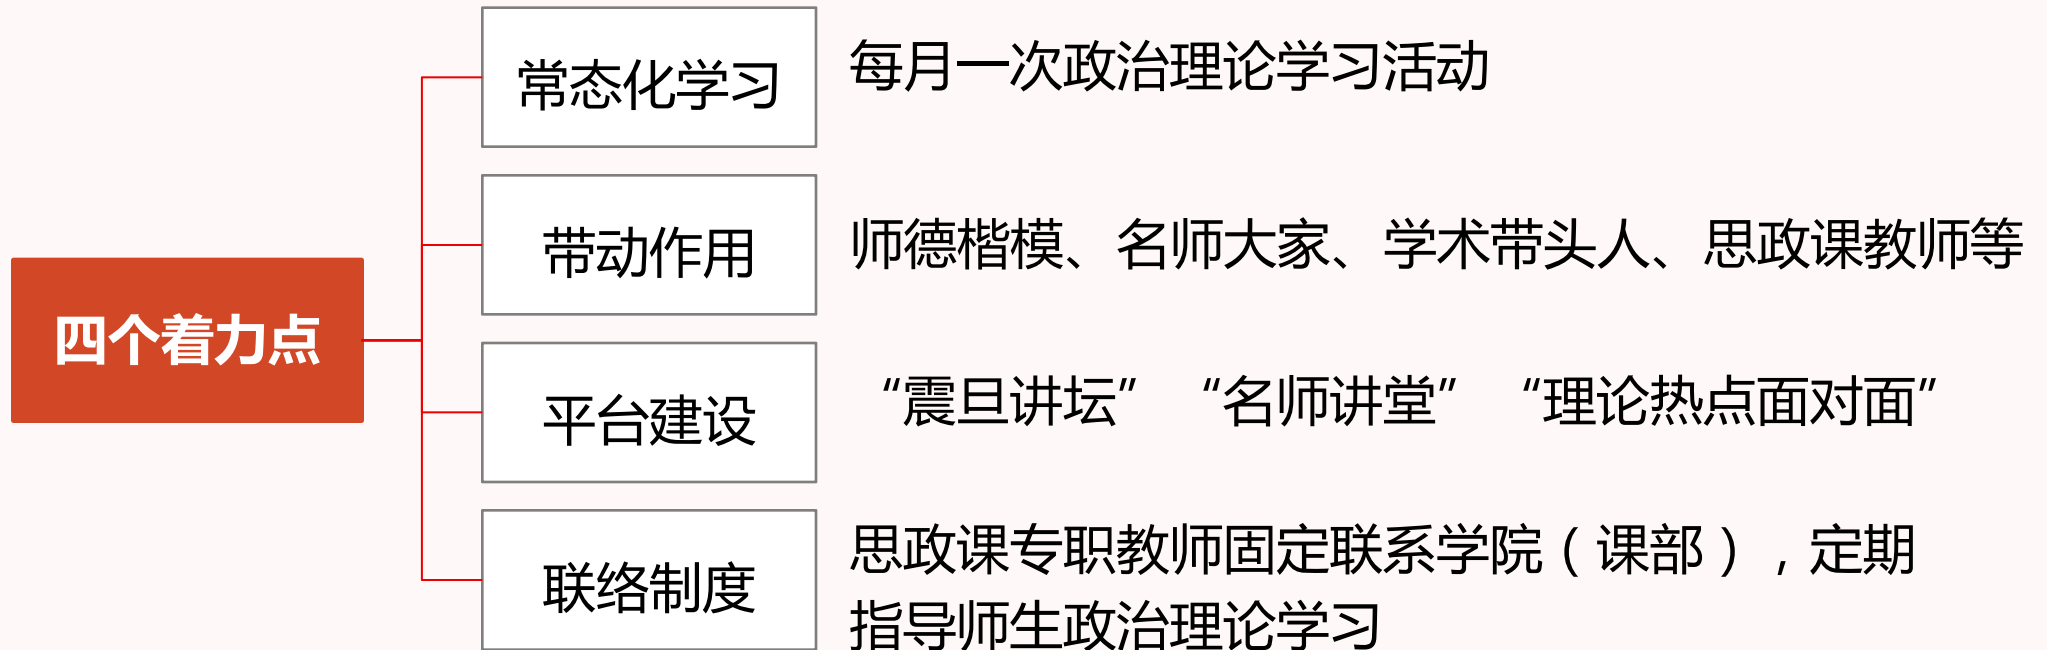 四个着力点
常态化学习
每月一次政治理论学习活动
带动作用
师德楷模、名师大家、学术带头人、思政课教师等
平台建设
“震旦讲坛” “名师讲堂” “理论热点面对面”
联络制度
思政课专职教师固定联系学院（课部），定期
指导师生政治理论学习